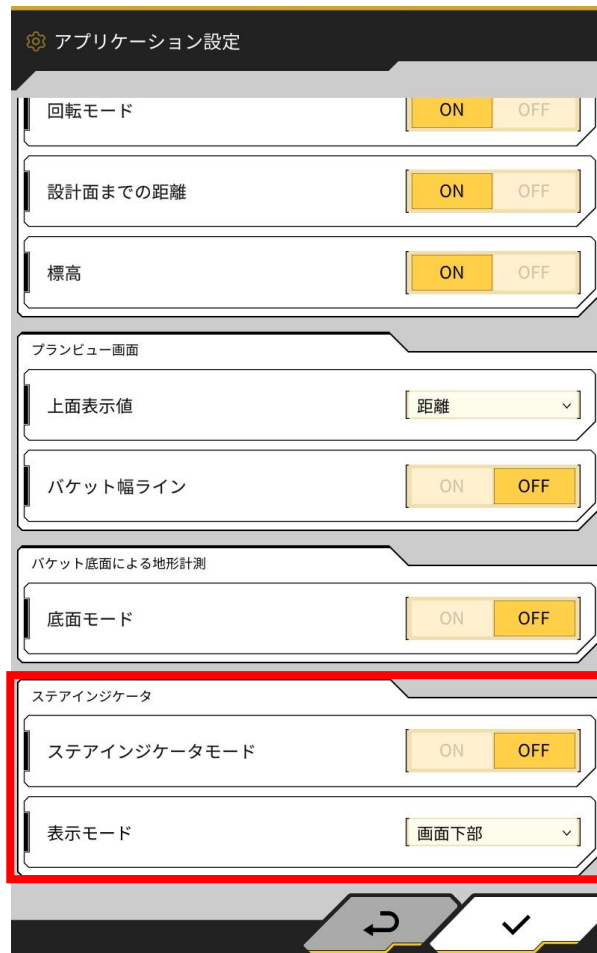 アプリケーション設定
回転モード ON OFF
設計面までの距離 ON OFF
標高 ON OFF
プランビュー画面
上面表示値 距離
バケット幅ライン ON OFF
バケット底面による地形計測
底面モード ON OFF
ステアインジケータ
ステアインジケータモード ON OFF
表示モード 画面下部